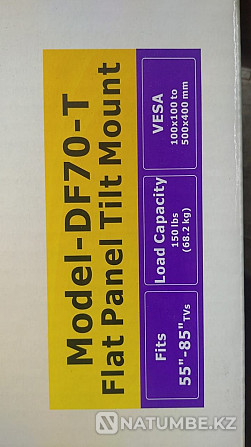 Model-DF70-T
Flat Panel Tilt Mount
Fits
55"-85"TVs
Load Capacity
150 lbs
(68.2 kg)
VESA
100x100 to
500x400 mm
NATUMBE.KZ